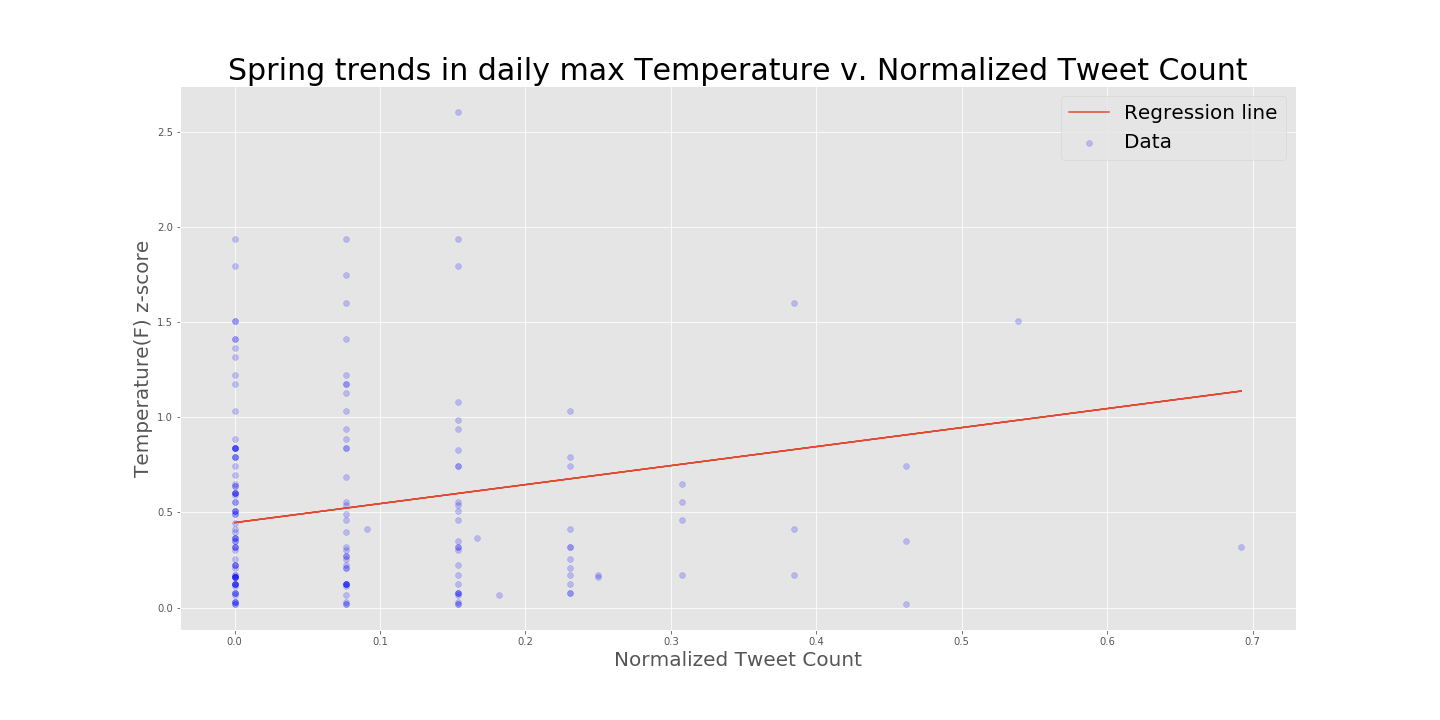 Spring trends in daily max Temperature v. Normalized Tweet Count
Regression line
Data
Temperature(F) z-score
2.5
2.0
1.5
1.0
0.5
0.0
0.0 0.1 0.2 0.3 0.4 0.5 0.6 0.7
Normalized Tweet Count